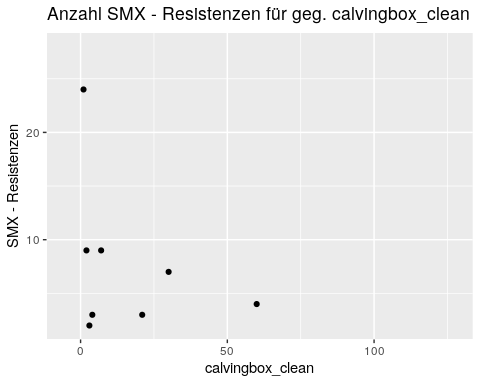 Anzahl SMX - Resistenzen für geg. calvingbox_clean
20
10
SMX - Resistenzen
0 50 100
calvingbox_clean